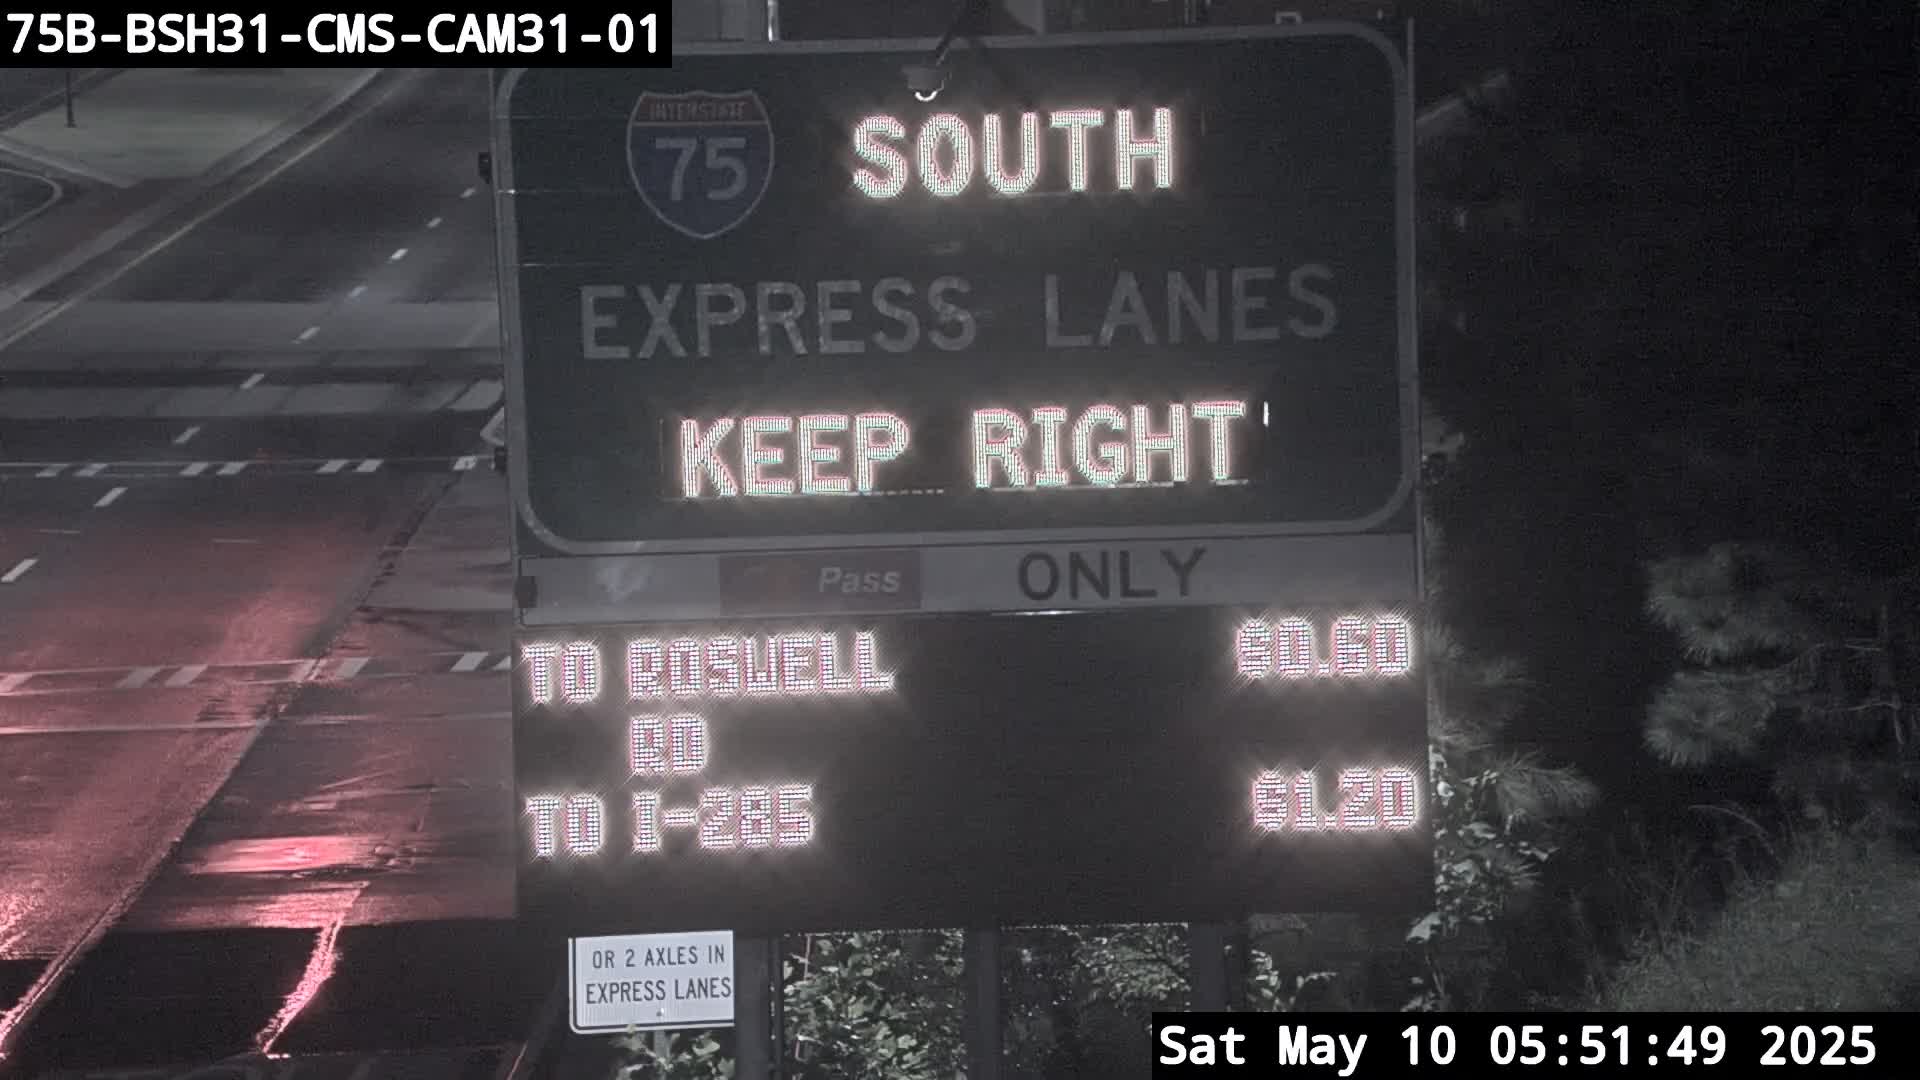 75B-BSH31-CMS-CAM31-01
INTERSTATE
75
SOUTH
EXPRESS LANES
KEEP RIGHT
Pass ONLY
TO ROSWELL $0.60
RD
TO I-285 $1.20
OR 2 AXLES IN
EXPRESS LANES
Sat May 10 05:51:49 2025